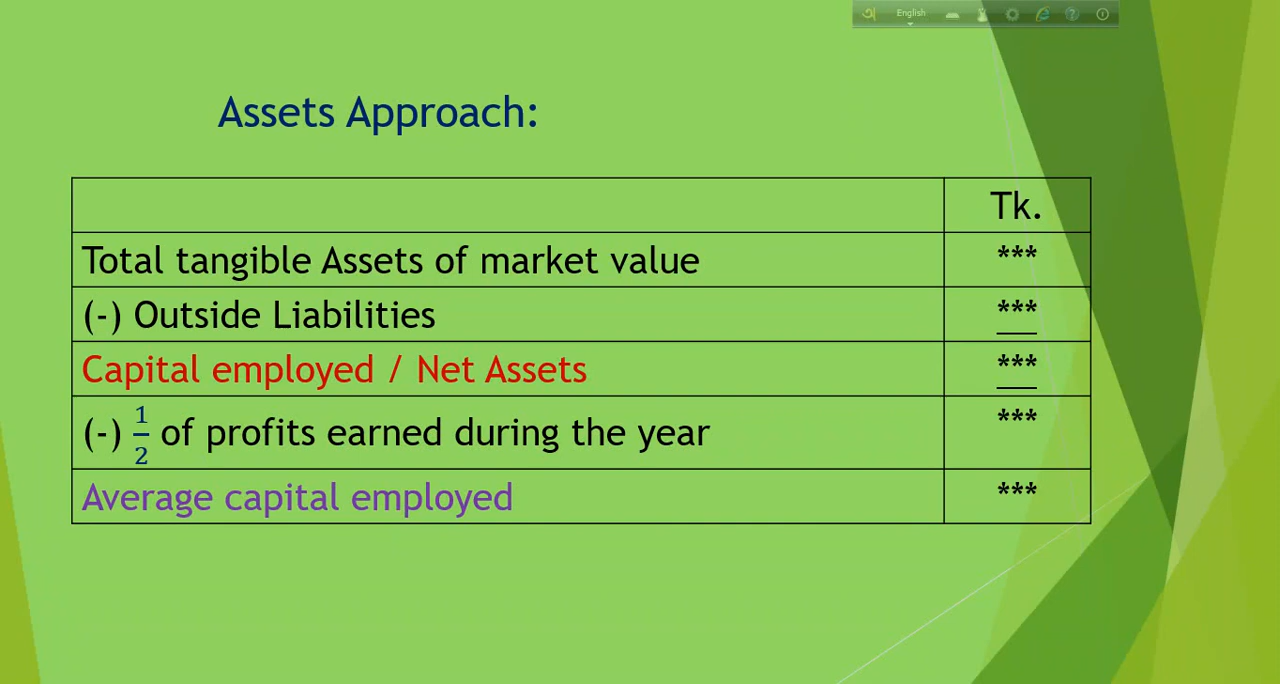 অ English
Assets Approach:
Tk.
Total tangible Assets of market value ***
(-) Outside Liabilities ***
Capital employed / Net Assets ***
(-) 1/2 of profits earned during the year ***
Average capital employed ***